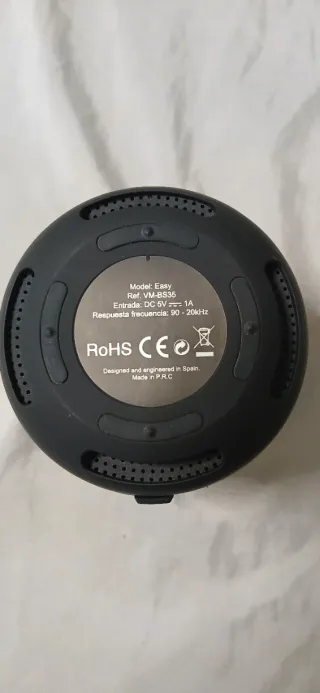 Model: Easy
Ref. VM-BS35
Entrada: DC 5V ⎓ 1A
Respuesta frecuencia: 90 - 20kHz
RoHS CE
Designed and engineered in Spain.
Made in P.R.C